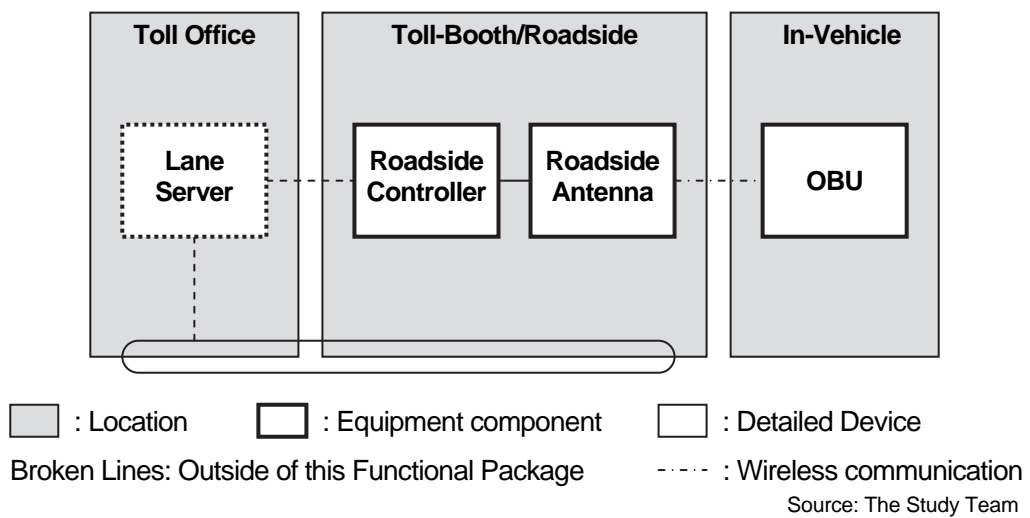 Toll Office
Toll-Booth/Roadside
In-Vehicle
Lane
Server
Roadside
Controller
Roadside
Antenna
OBU
: Location
: Equipment component
: Detailed Device
Broken Lines: Outside of this Functional Package
: Wireless communication
Source: The Study Team